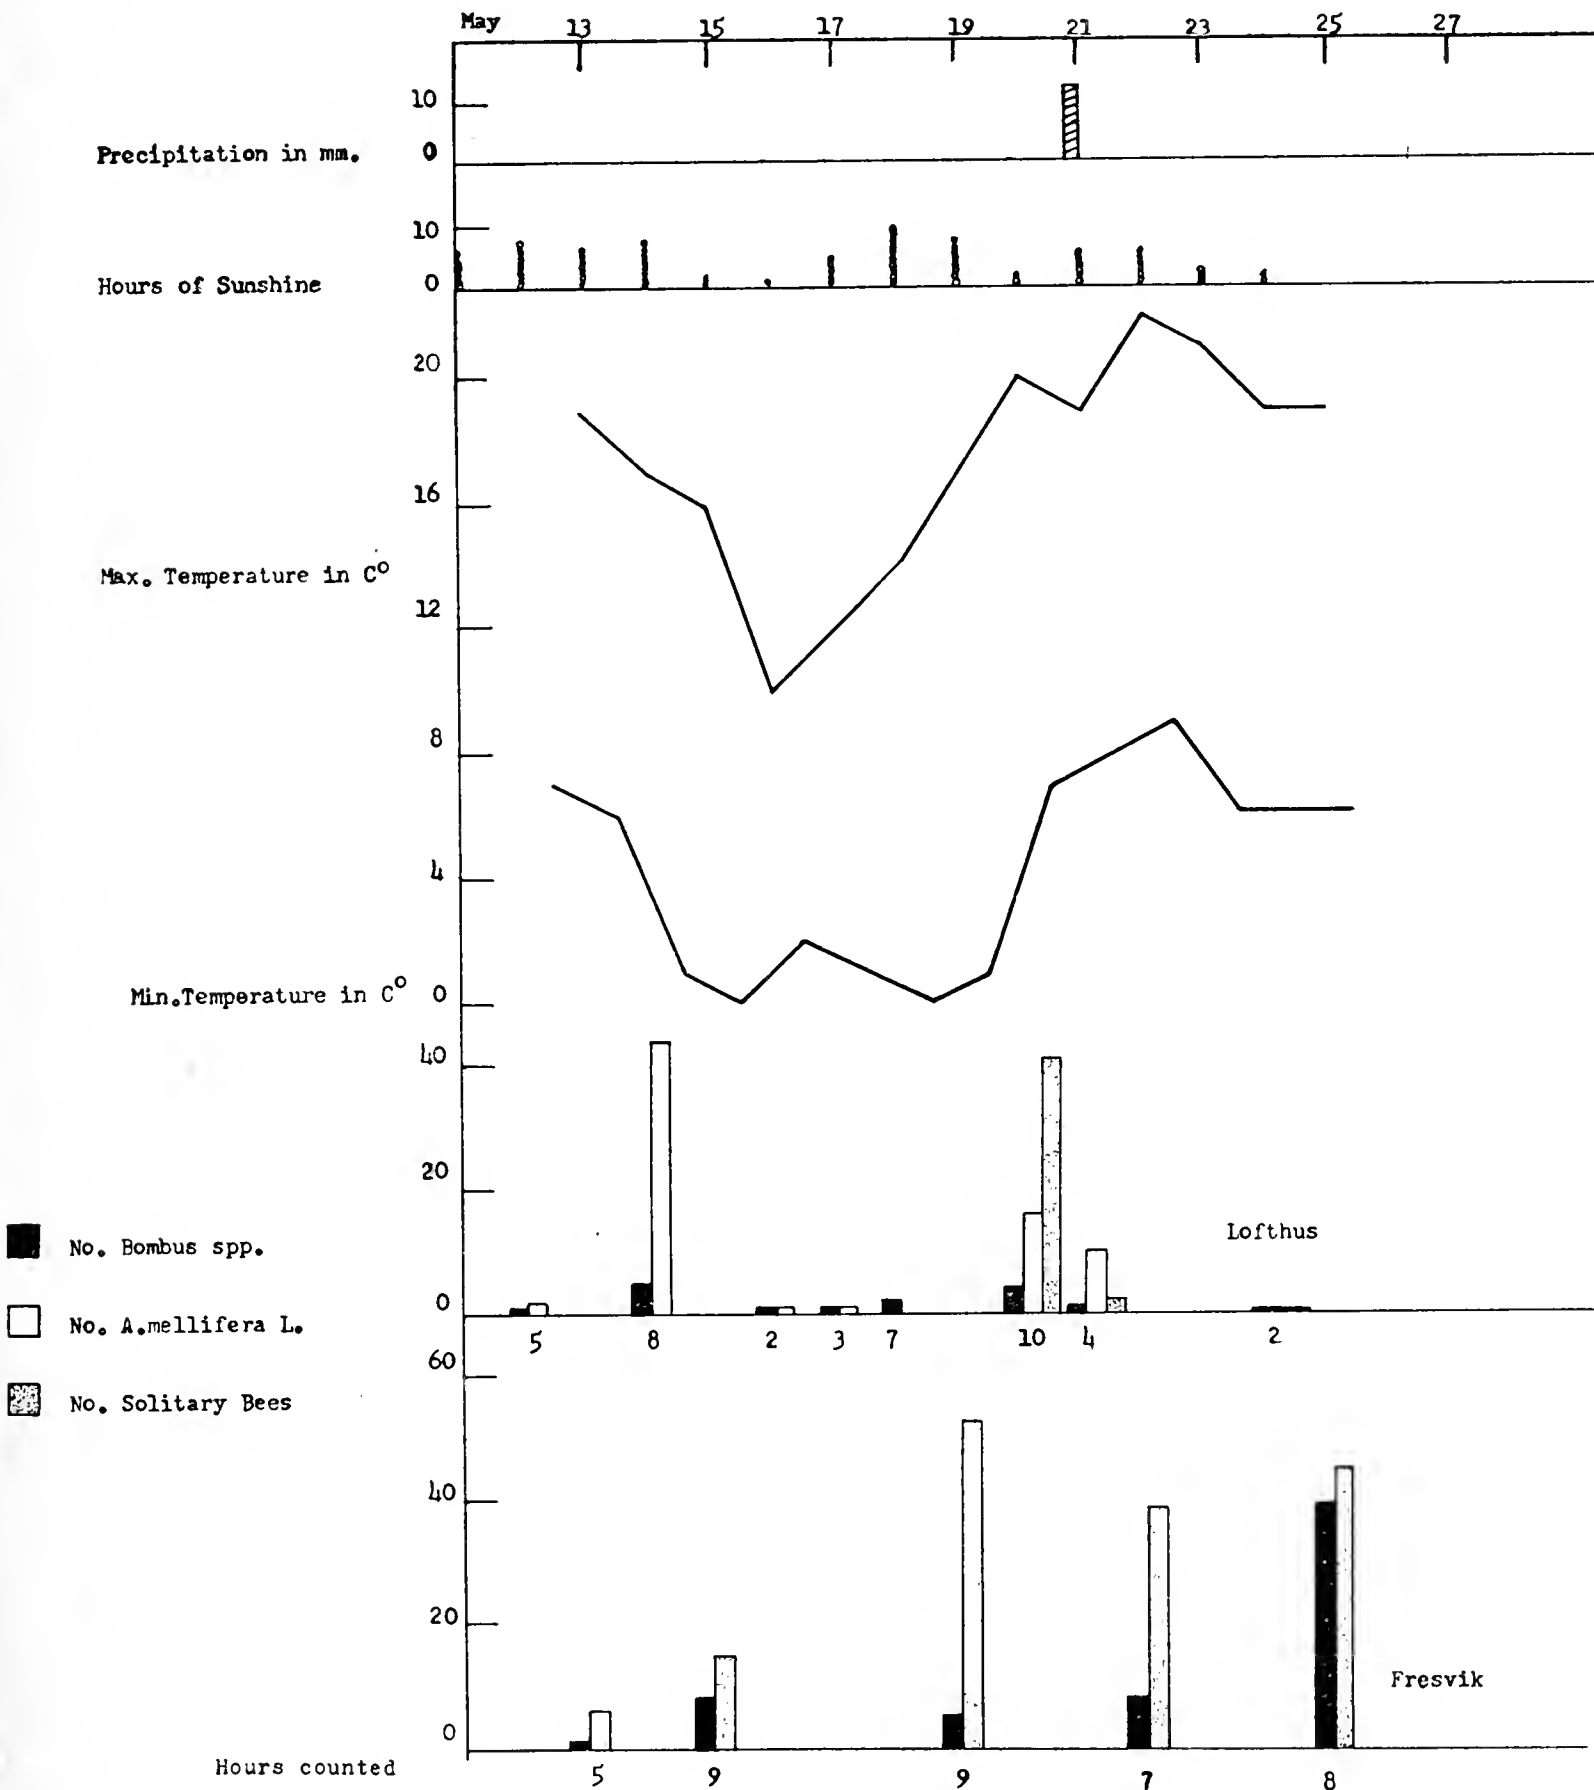 May 13 15 17 19 21 23 25 27
10
Precipitation in mm. 0
10
Hours of Sunshine 0
20
16
Max. Temperature in C°
12
8
4
Min.Temperature in C° 0
40
20
Lofthus
No. Bombus spp.
0
No. A.mellifera L.
5 8 2 3 7 10 4 2
60
No. Solitary Bees
40
20
Fresvik
0
Hours counted 5 9 9 7 8